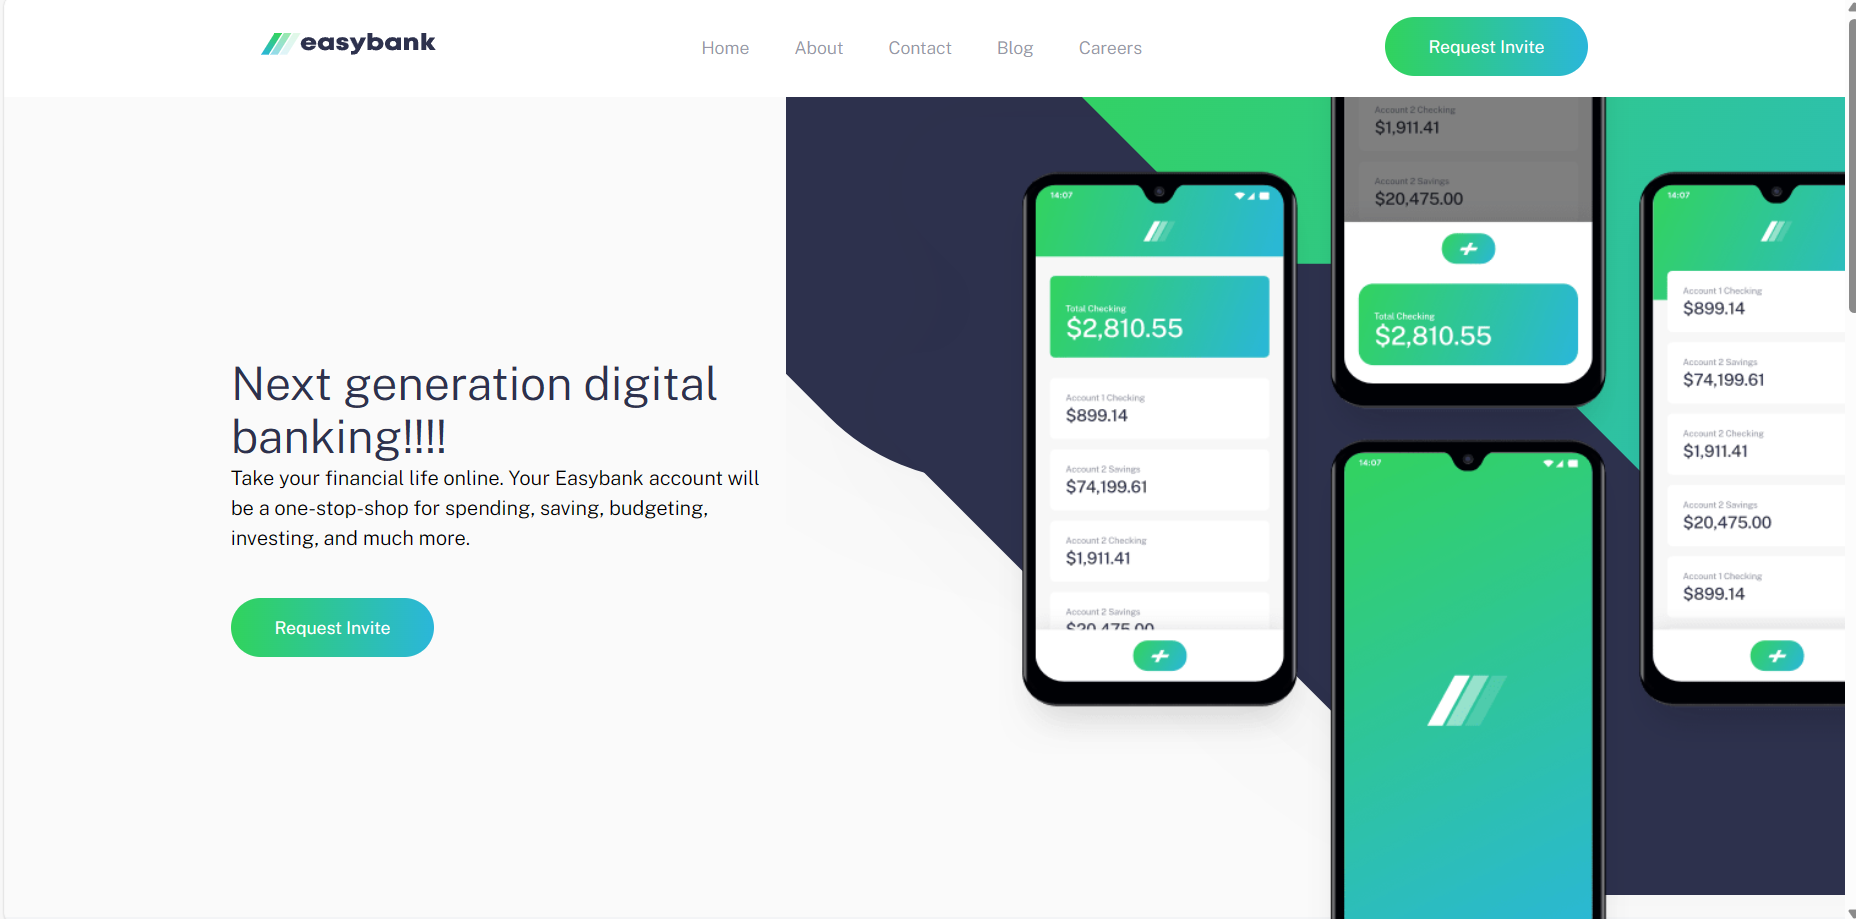 easybank
Home About Contact Blog Careers
Request Invite
Next generation digital
banking!!!!
Take your financial life online. Your Easybank account will
be a one-stop-shop for spending, saving, budgeting,
investing, and much more.
Request Invite
14:07
Total Checking
$2,810.55
Account 1 Checking
$899.14
Account 2 Savings
$74,199.61
Account 2 Checking
$1,911.41
Account 2 Savings
$20,475.00
Account 2 Checking
$1,911.41
Account 2 Savings
$20,475.00
Total Checking
$2,810.55
14:07
14:07
Account 1 Checking
$899.14
Account 2 Savings
$74,199.61
Account 2 Checking
$1,911.41
Account 2 Savings
$20,475.00
Account 1 Checking
$899.14